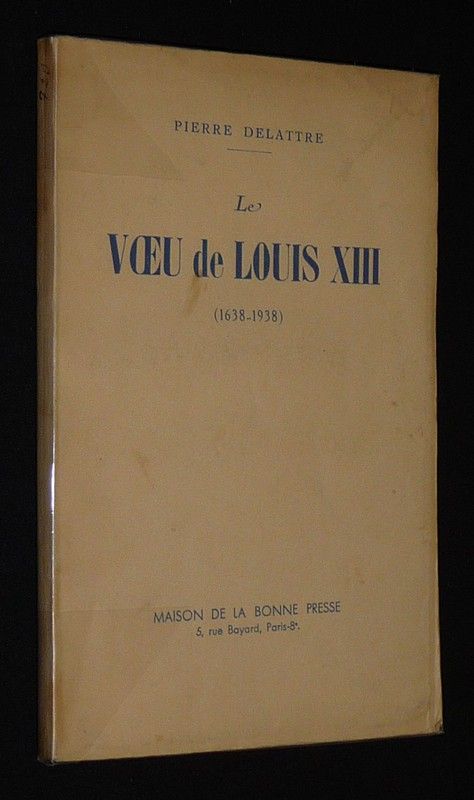 PIERRE DELATTRE
Le
VŒU de LOUIS XIII
(1638-1938)
MAISON DE LA BONNE PRESSE
5, rue Bayard, Paris-8e.